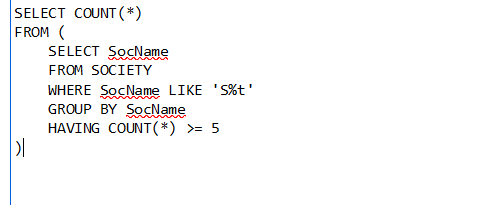 SELECT COUNT(*)
FROM (
    SELECT SocName
    FROM SOCIETY
    WHERE SocName LIKE 'S%t'
    GROUP BY SocName
    HAVING COUNT(*) >= 5
)